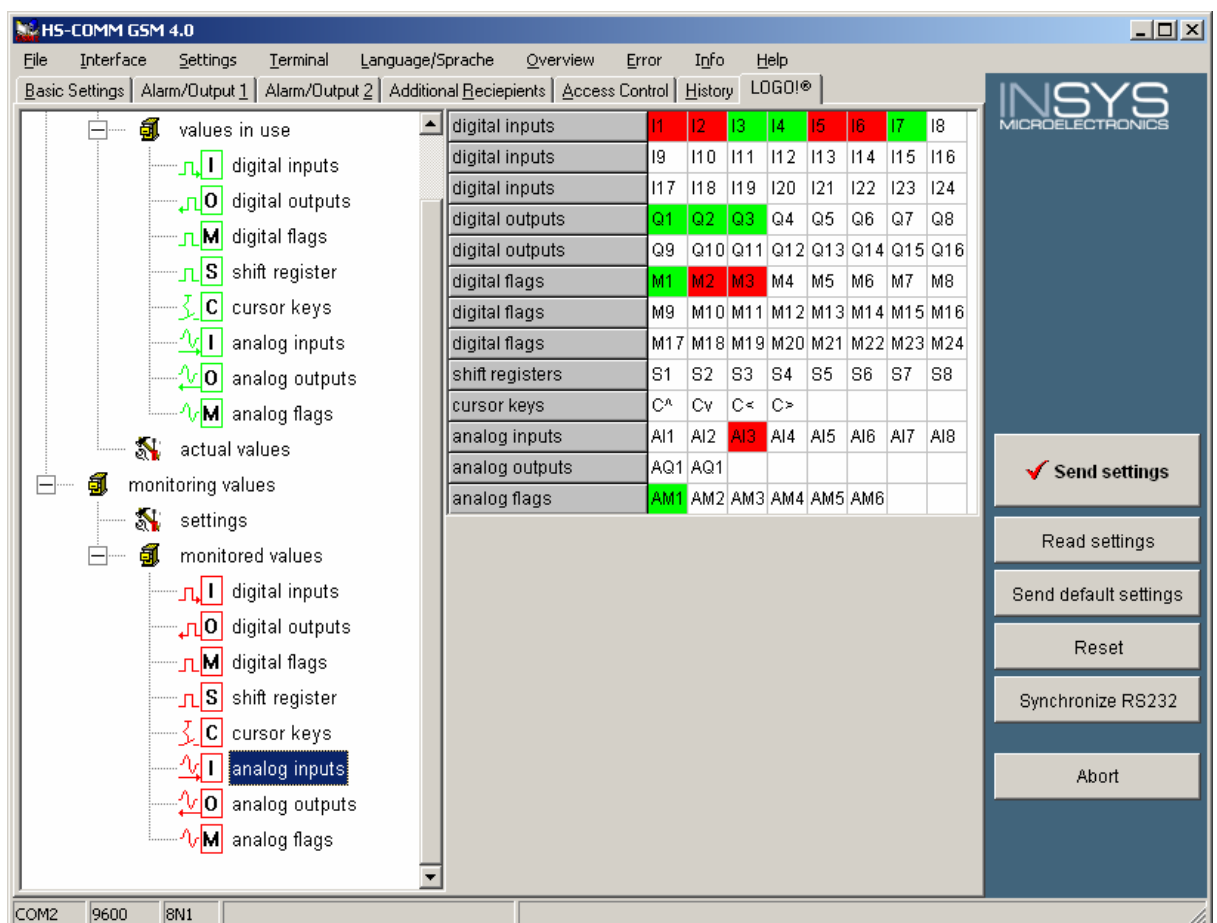 HS-COMM GSM 4.0
File Interface Settings Terminal Language/Sprache Overview Error Info Help
Basic Settings Alarm/Output 1 Alarm/Output 2 Additional Reciepients Access Control History LOGO!®
values in use
I digital inputs
O digital outputs
M digital flags
S shift register
C cursor keys
I analog inputs
O analog outputs
M analog flags
actual values
monitoring values
settings
monitored values
I digital inputs
O digital outputs
M digital flags
S shift register
C cursor keys
I analog inputs
O analog outputs
M analog flags
digital inputs I1 I2 I3 I4 I5 I6 I7 I8
digital inputs I9 I10 I11 I12 I13 I14 I15 I16
digital inputs I17 I18 I19 I20 I21 I22 I23 I24
digital outputs Q1 Q2 Q3 Q4 Q5 Q6 Q7 Q8
digital outputs Q9 Q10 Q11 Q12 Q13 Q14 Q15 Q16
digital flags M1 M2 M3 M4 M5 M6 M7 M8
digital flags M9 M10 M11 M12 M13 M14 M15 M16
digital flags M17 M18 M19 M20 M21 M22 M23 M24
shift registers S1 S2 S3 S4 S5 S6 S7 S8
cursor keys C^ Cv C< C>
analog inputs AI1 AI2 AI3 AI4 AI5 AI6 AI7 AI8
analog outputs AQ1 AQ1
analog flags AM1 AM2 AM3 AM4 AM5 AM6
INSYS
MICROELECTRONICS
Send settings
Read settings
Send default settings
Reset
Synchronize RS232
Abort
COM2 9600 8N1